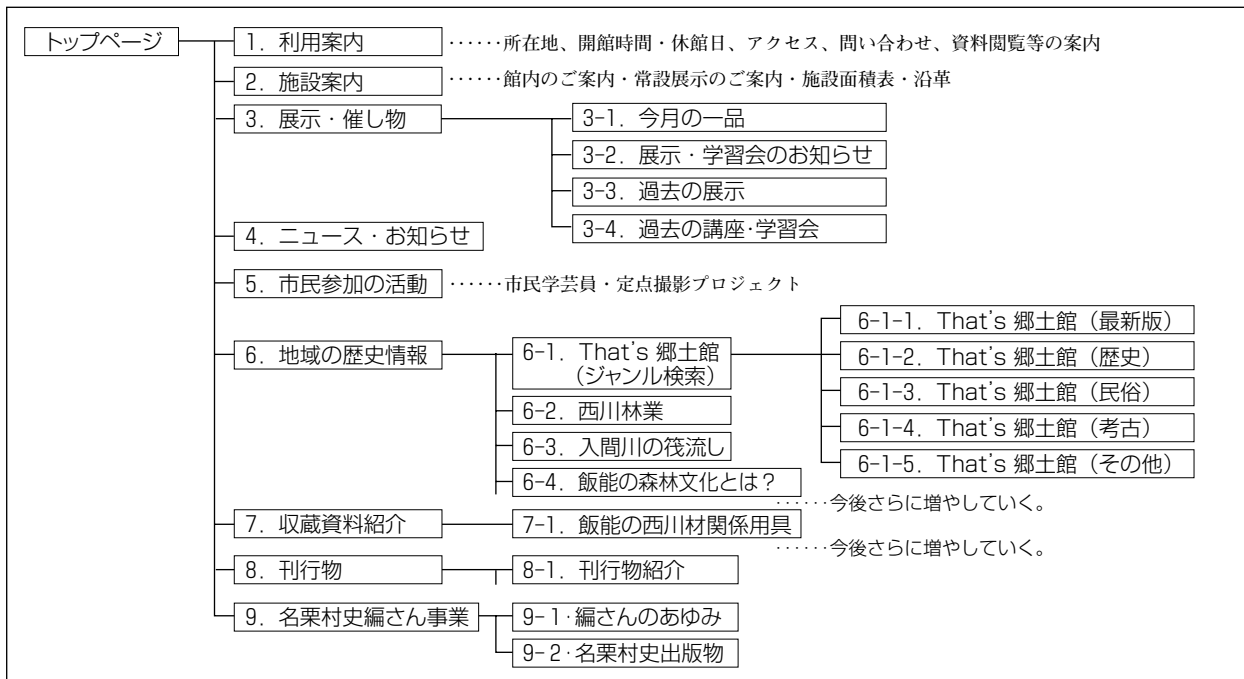 トップページ
1. 利用案内 ‥‥‥所在地、開館時間・休館日、アクセス、問い合わせ、資料閲覧等の案内
2. 施設案内 ‥‥‥館内のご案内・常設展示のご案内・施設面積表・沿革
3. 展示・催し物
3-1. 今月の一品
3-2. 展示・学習会のお知らせ
3-3. 過去の展示
3-4. 過去の講座・学習会
4. ニュース・お知らせ
5. 市民参加の活動 ‥‥‥市民学芸員・定点撮影プロジェクト
6. 地域の歴史情報
6-1. That's 郷土館
（ジャンル検索）
6-1-1. That's 郷土館（最新版）
6-1-2. That's 郷土館（歴史）
6-1-3. That's 郷土館（民俗）
6-1-4. That's 郷土館（考古）
6-1-5. That's 郷土館（その他）
6-2. 西川林業
6-3. 入間川の筏流し
6-4. 飯能の森林文化とは？
‥‥‥今後さらに増やしていく。
7. 収蔵資料紹介
7-1. 飯能の西川材関係用具
‥‥‥今後さらに増やしていく。
8. 刊行物
8-1. 刊行物紹介
9. 名栗村史編さん事業
9-1・編さんのあゆみ
9-2・名栗村史出版物